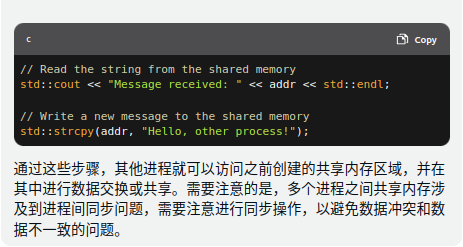 c
Copy
// Read the string from the shared memory
std::cout << "Message received: " << addr << std::endl;
// Write a new message to the shared memory
std::strcpy(addr, "Hello, other process!");
通过这些步骤，其他进程就可以访问之前创建的共享内存区域，并在
其中进行数据交换或共享。需要注意的是，多个进程之间共享内存涉
及到进程间同步问题，需要注意进行同步操作，以避免数据冲突和数
据不一致的问题。